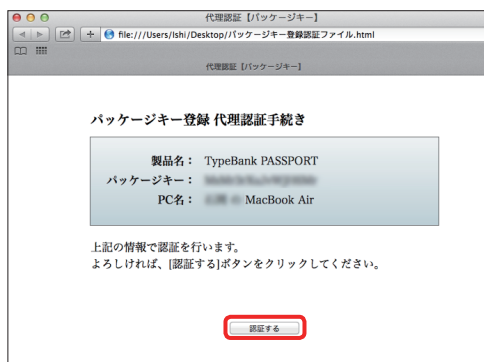 代理認証【パッケージキー】
file:///Users/Ishi/Desktop/パッケージキー登録認証ファイル.html
代理認証【パッケージキー】
パッケージキー登録 代理認証手続き
製品名： TypeBank PASSPORT
パッケージキー：
PC名： MacBook Air
上記の情報で認証を行います。
よろしければ、[認証する]ボタンをクリックしてください。
認証する